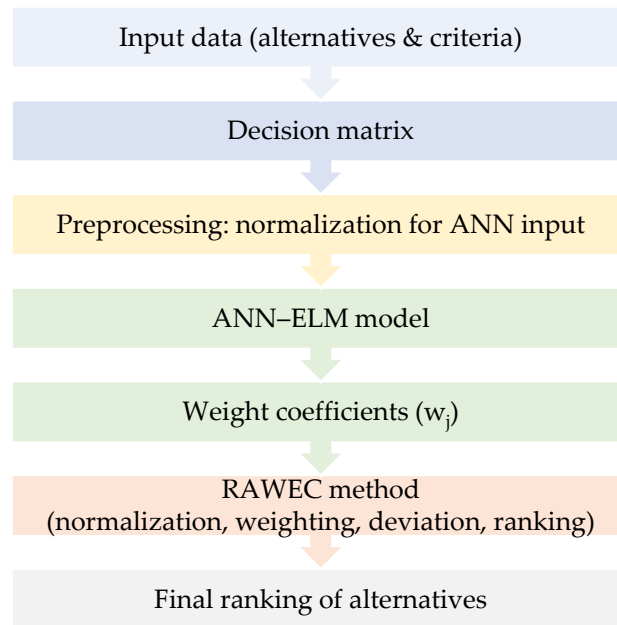 Input data (alternatives & criteria)
Decision matrix
Preprocessing: normalization for ANN input
ANN–ELM model
Weight coefficients (wj)
RAWEC method
(normalization, weighting, deviation, ranking)
Final ranking of alternatives